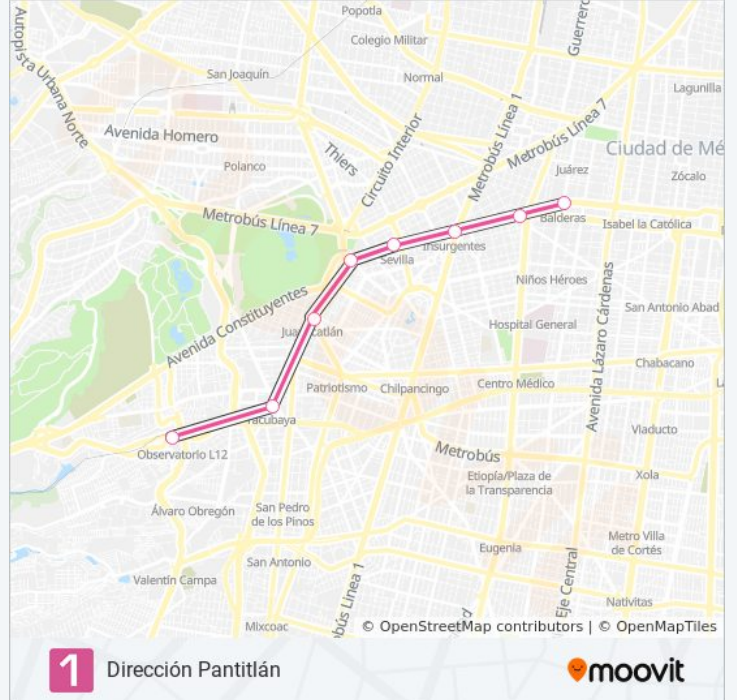 Popotla
Guerrero
Colegio Militar
Autopista Urbana Norte
San Joaquín
Normal
Lagunilla
Metrobús Línea 1
Metrobús Línea 7
Avenida Homero
Circuito Interior
Thiers
Ciudad de Mé
Polanco
Juárez
Zócalo
Metrobús Línea 7
Balderas
Isabel la Católica
Insurgentes
Sevilla
Niños Héroes
Avenida Constituyentes
San Antonio Abad
Juanacatlán
Hospital General
Avenida Lázaro Cárdenas
Chabacano
Patriotismo
Chilpancingo
Centro Médico
Tacubaya
Viaducto
Observatorio L12
Metrobús
Etiopía/Plaza de
la Transparencia
Xola
Álvaro Obregón
San Pedro
de los Pinos
Metro Villa
de Cortés
Eugenia
San Antonio
Valentín Campa
bús Línea 1
Eje Central
Nativitas
Mixcoac
© OpenStreetMap contributors | © OpenMapTiles
1 Dirección Pantitlán
moovit